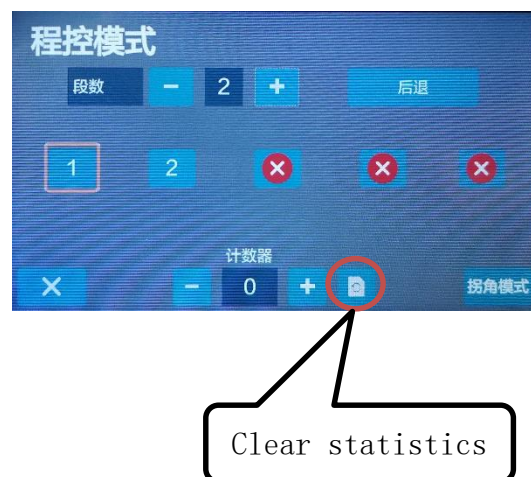 程控模式
段数 − 2 + 后退
1 2
计数器
− 0 + 拐角模式
Clear statistics